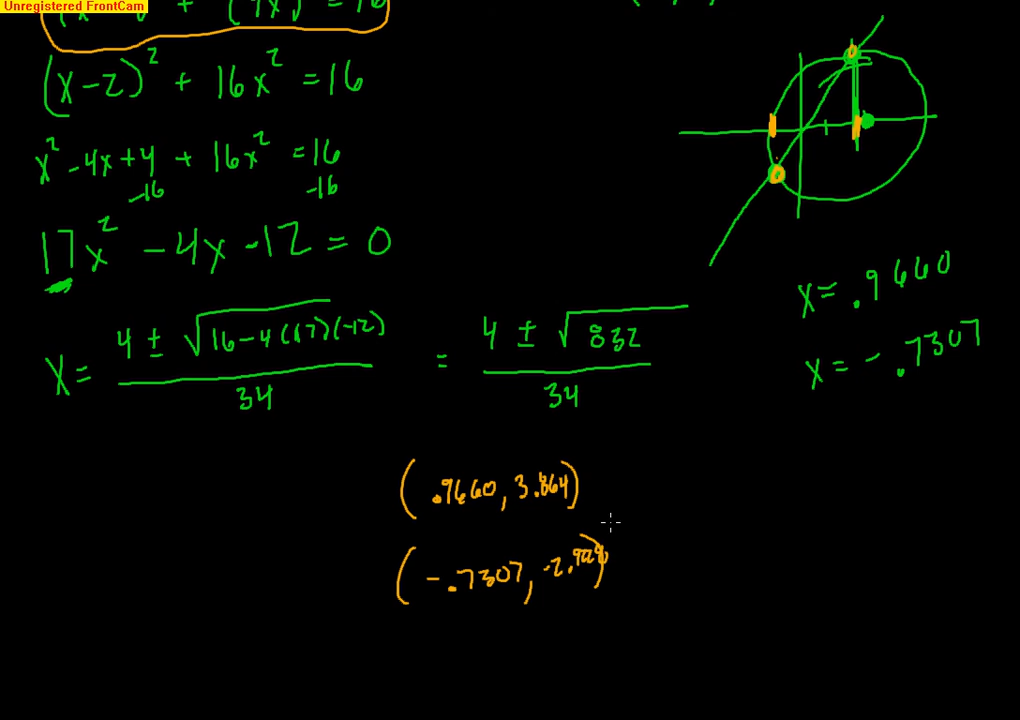 Unregistered FrontCam
(x-2)² + 16x² = 16
x² - 4x + 4 + 16x² = 16
-16 -16
17x² - 4x - 12 = 0
x = .9660
x = -.7307
X = 4 ± √16-4(17)(-12) / 34 = 4 ± √832 / 34
(.9660, 3.864)
(-.7307,